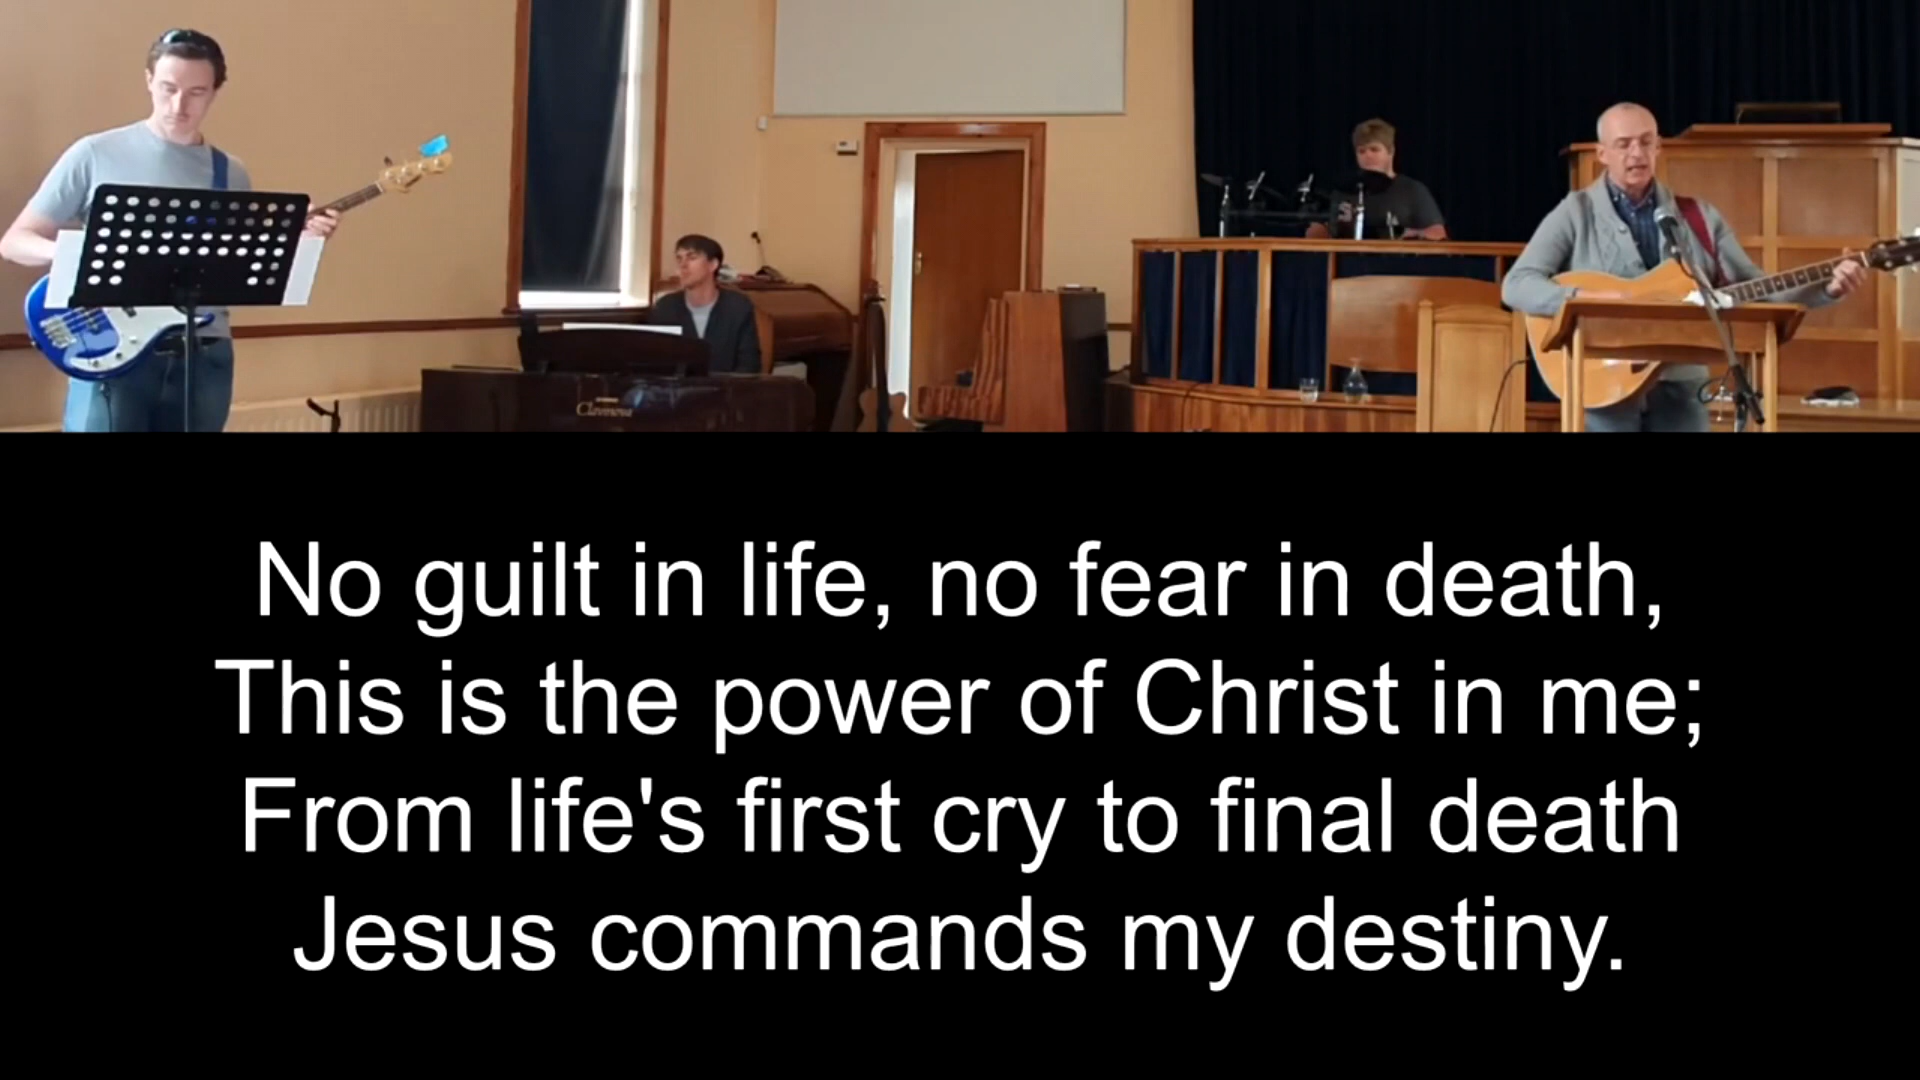 Clavinova
No guilt in life, no fear in death,
This is the power of Christ in me;
From life's first cry to final death
Jesus commands my destiny.